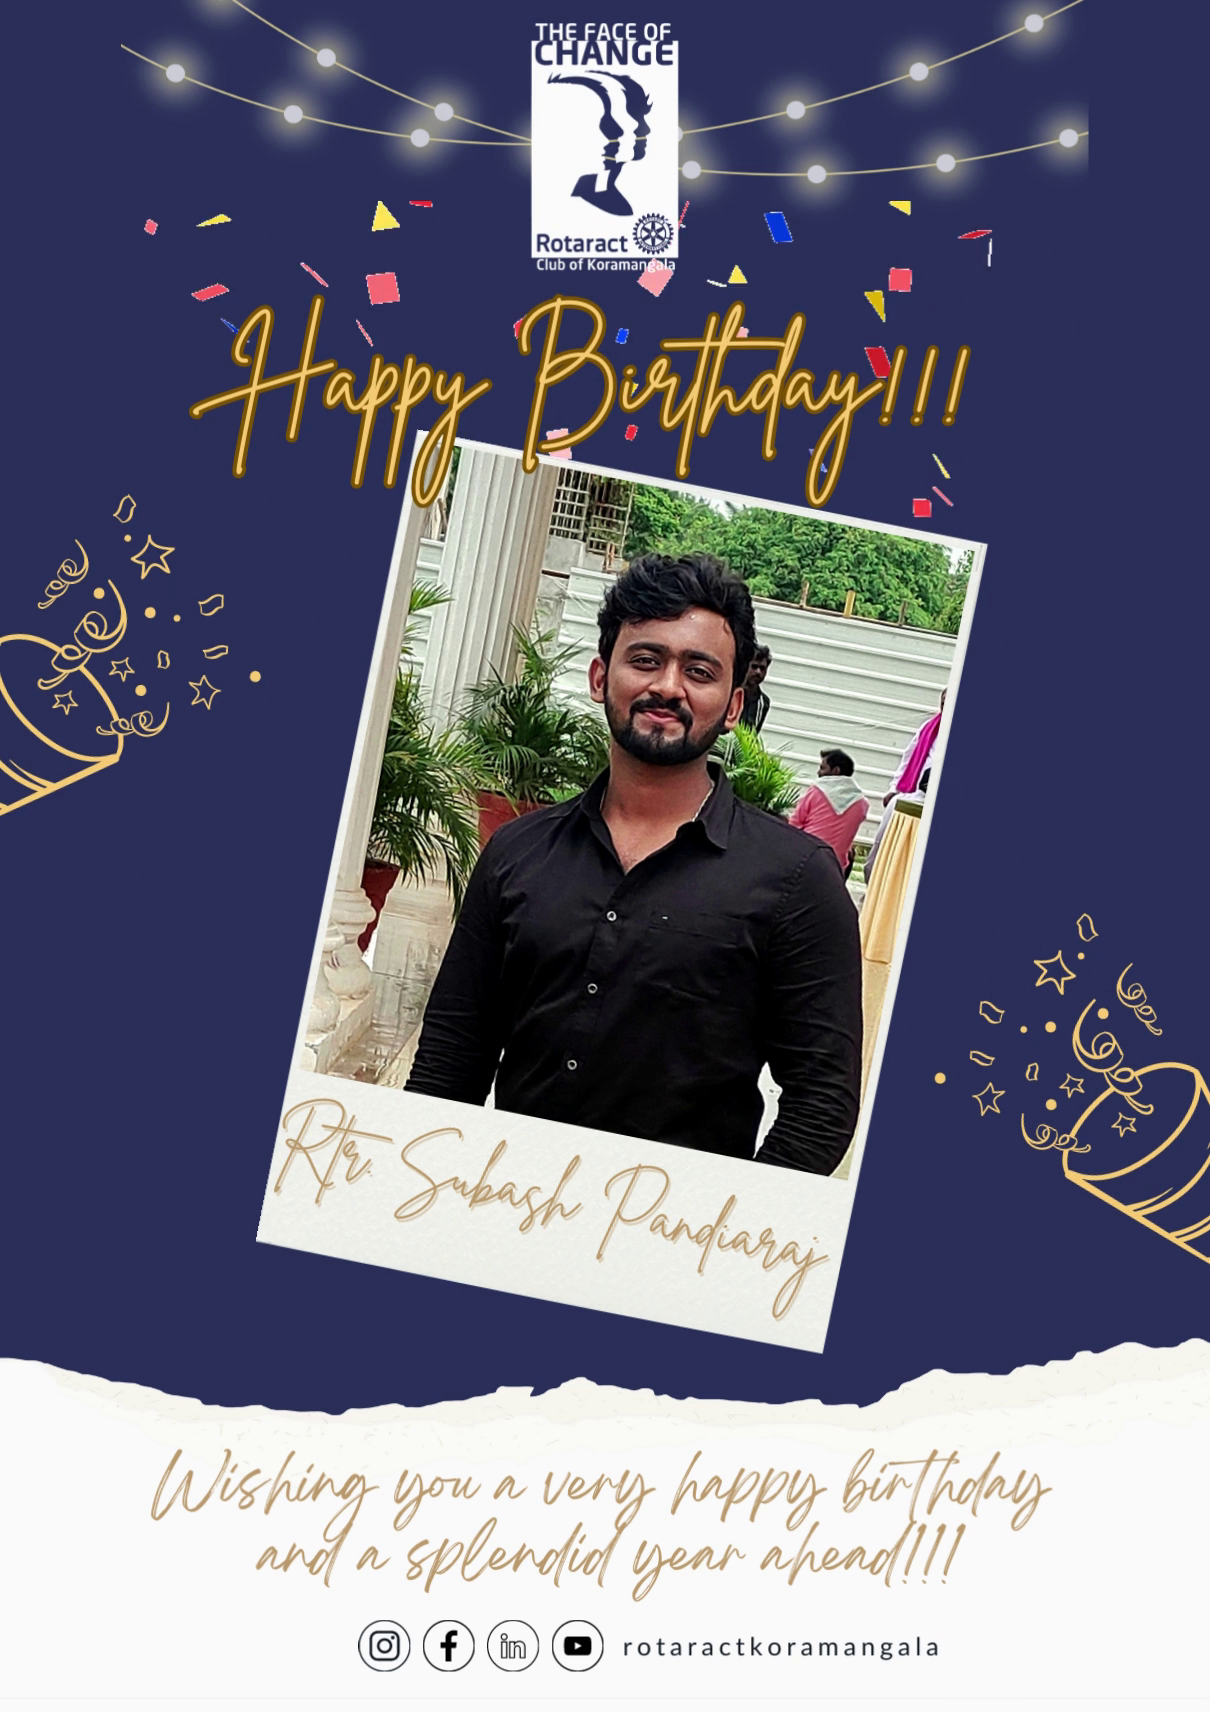 THE FACE OF
CHANGE
Rotaract
Club of Koramangala
Happy Birthday!!!
Rtr. Subash Pandiaraj
Wishing you a very happy birthday
and a splendid year ahead!!!
rotaractkoramangala